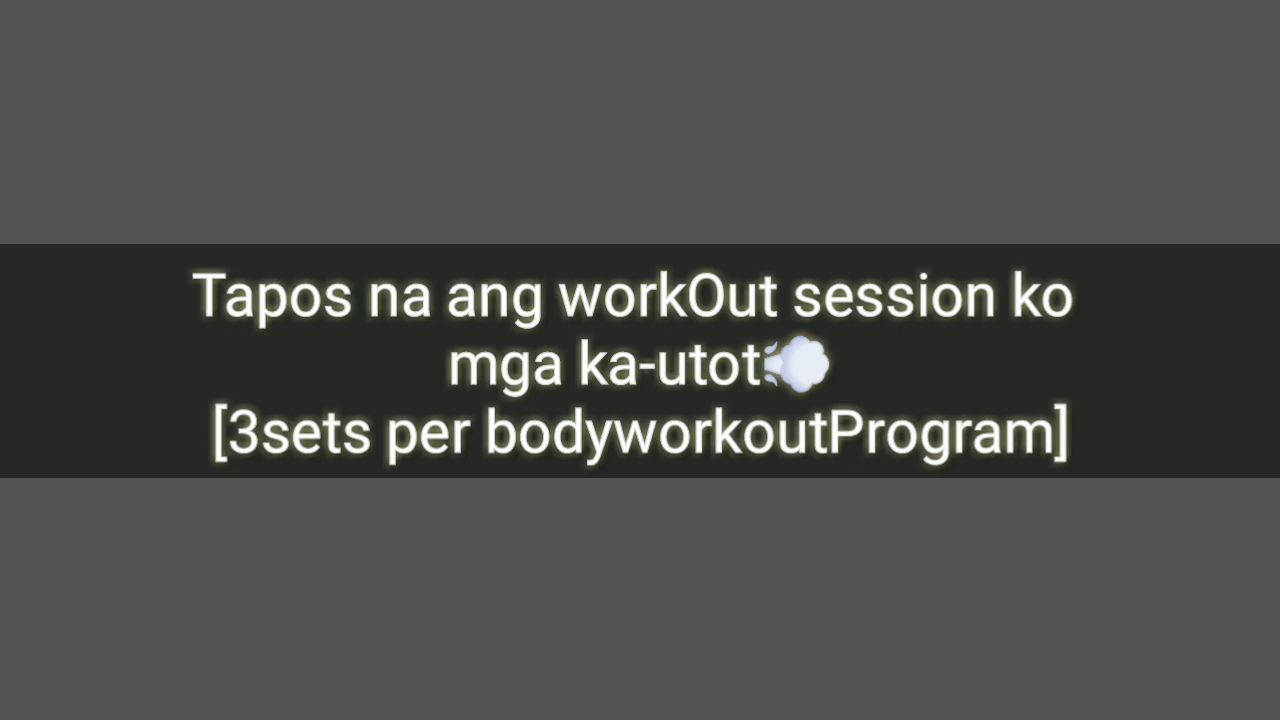 Tapos na ang workOut session ko
mga ka-utot💨
[3sets per bodyworkoutProgram]